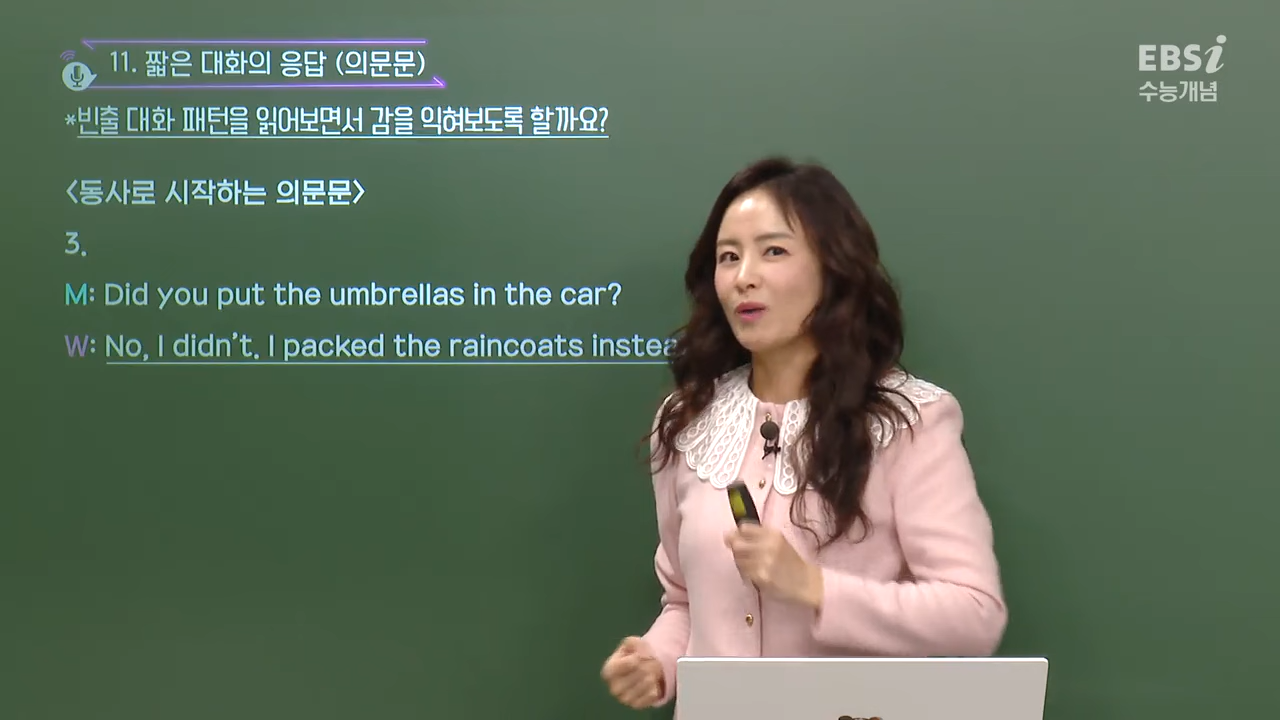 11. 짧은 대화의 응답 (의문문)
*빈출 대화 패턴을 읽어보면서 감을 익혀보도록 할까요?
<동사로 시작하는 의문문>
3.
M: Did you put the umbrellas in the car?
W: No, I didn't. I packed the raincoats
EBSi
수능개념